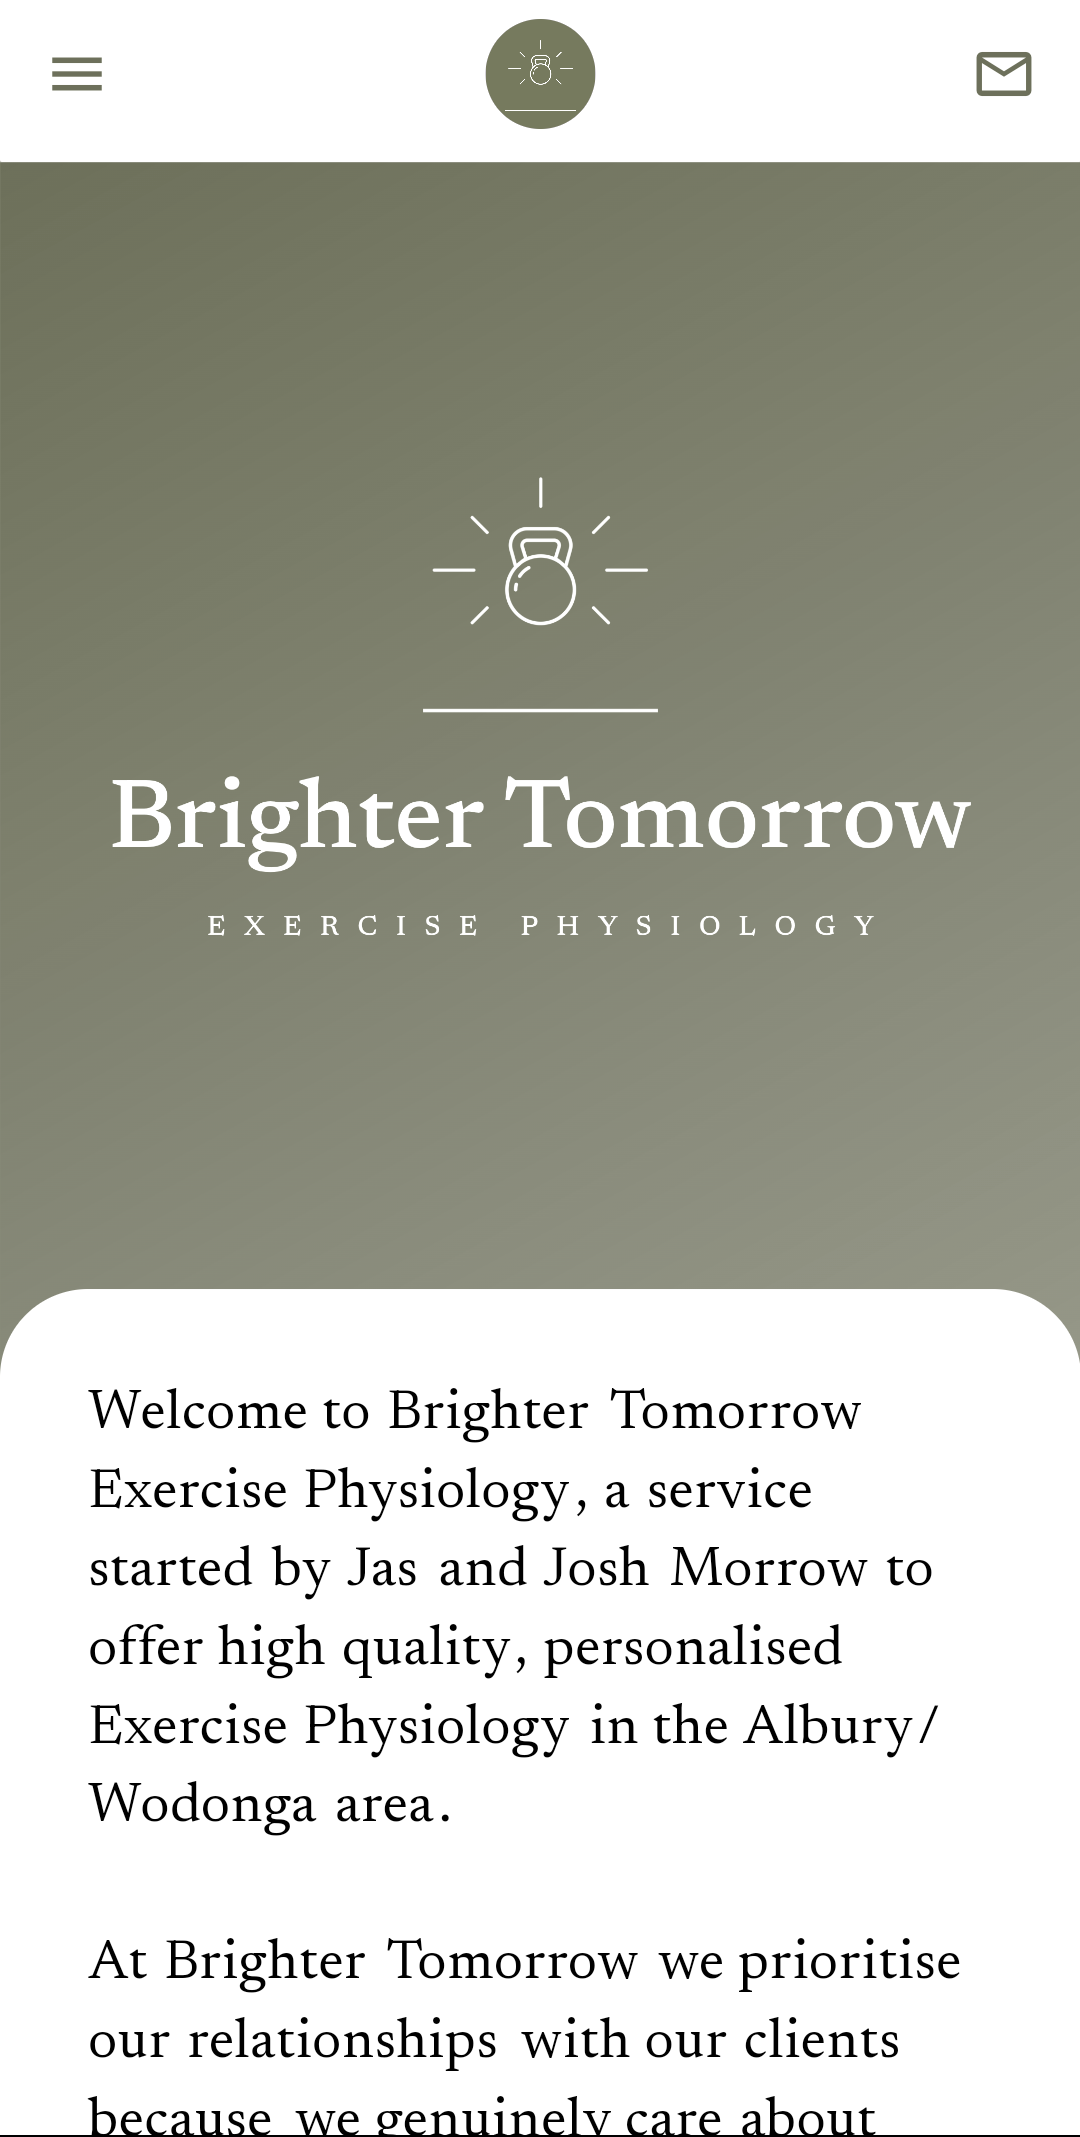 Brighter Tomorrow
EXERCISE PHYSIOLOGY
Welcome to Brighter Tomorrow
Exercise Physiology, a service
started by Jas and Josh Morrow to
offer high quality, personalised
Exercise Physiology in the Albury/
Wodonga area.
At Brighter Tomorrow we prioritise
our relationships with our clients
because we genuinely care about